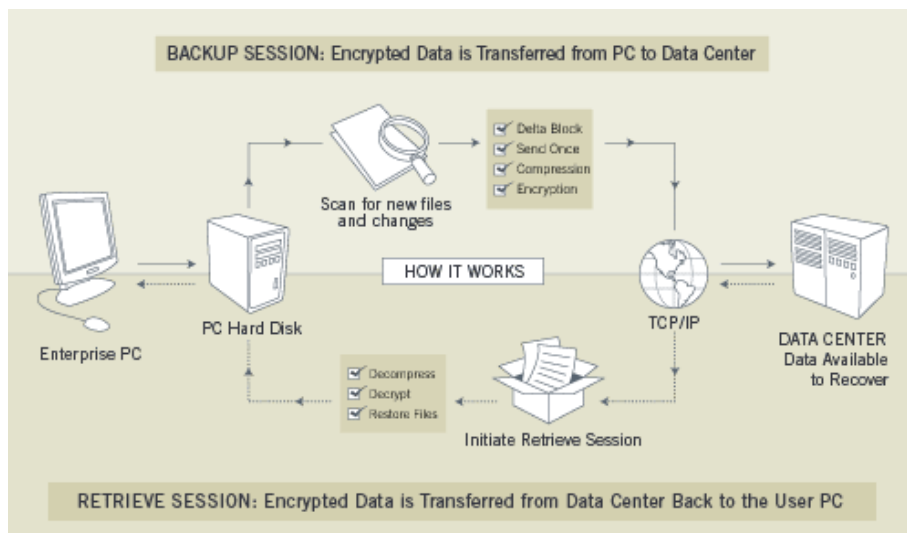 BACKUP SESSION: Encrypted Data is Transferred from PC to Data Center
Delta Block
Send Once
Compression
Encryption
Scan for new files
and changes
HOW IT WORKS
Enterprise PC
PC Hard Disk
TCP/IP
DATA CENTER
Data Available
to Recover
Decompress
Decrypt
Restore Files
Initiate Retrieve Session
RETRIEVE SESSION: Encrypted Data is Transferred from Data Center Back to the User PC